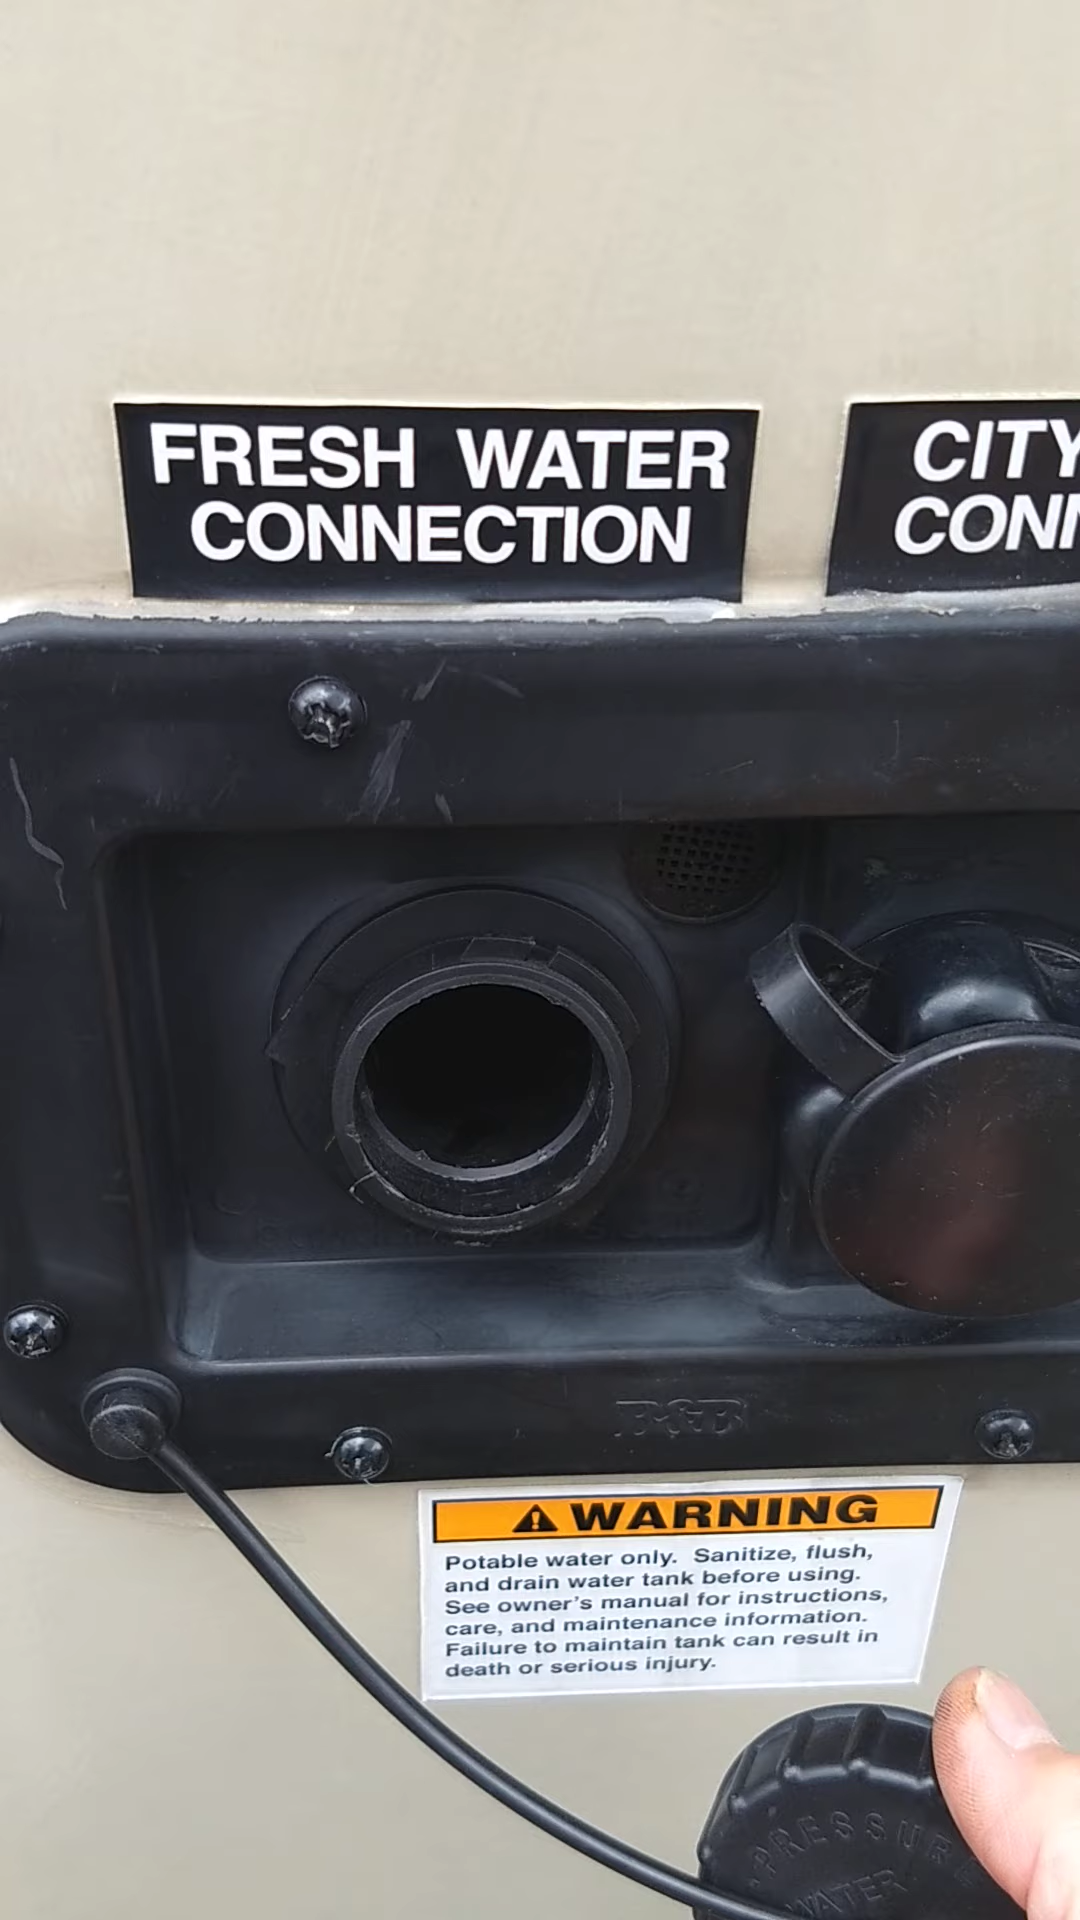 FRESH WATER
CONNECTION
CITY
CONN
WARNING
Potable water only. Sanitize, flush,
and drain water tank before using.
See owner's manual for instructions,
care, and maintenance information.
Failure to maintain tank can result in
death or serious injury.
PRESSURE
WATER